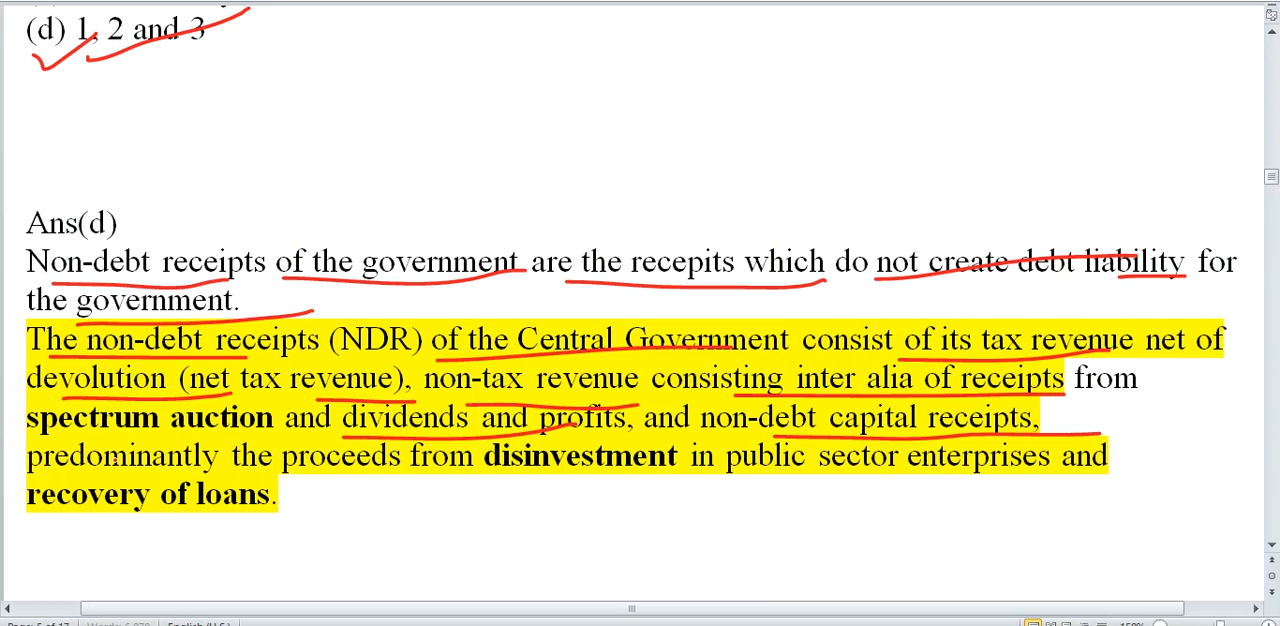 (d) 1, 2 and 3
Ans(d)
Non-debt receipts of the government are the recepits which do not create debt liability for
the government.
The non-debt receipts (NDR) of the Central Government consist of its tax revenue net of
devolution (net tax revenue), non-tax revenue consisting inter alia of receipts from
spectrum auction and dividends and profits, and non-debt capital receipts,
predominantly the proceeds from disinvestment in public sector enterprises and
recovery of loans.